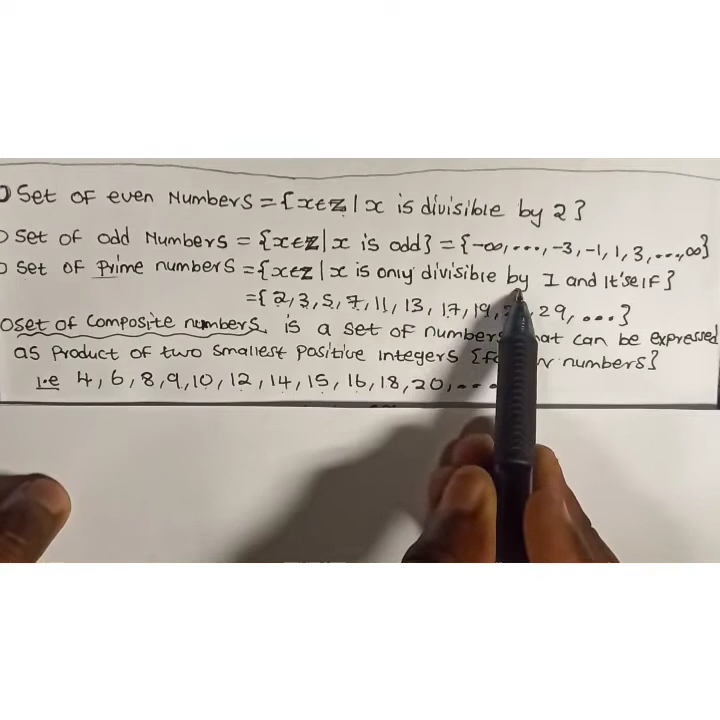 Set of even Numbers = {x∈Z | x is divisible by 2}
Set of odd Numbers = {x∈Z | x is odd} = {-∞, ..., -3, -1, 1, 3, ..., ∞}
Set of Prime numbers = {x∈Z | x is only divisible by 1 and It'self}
= {2, 3, 5, 7, 11, 13, 17, 19, 29, ...}
set of composite numbers, is a set of numbers that can be expressed
as Product of two smallest Positive Integers numbers}
i.e 4, 6, 8, 9, 10, 12, 14, 15, 16, 18, 20, ...